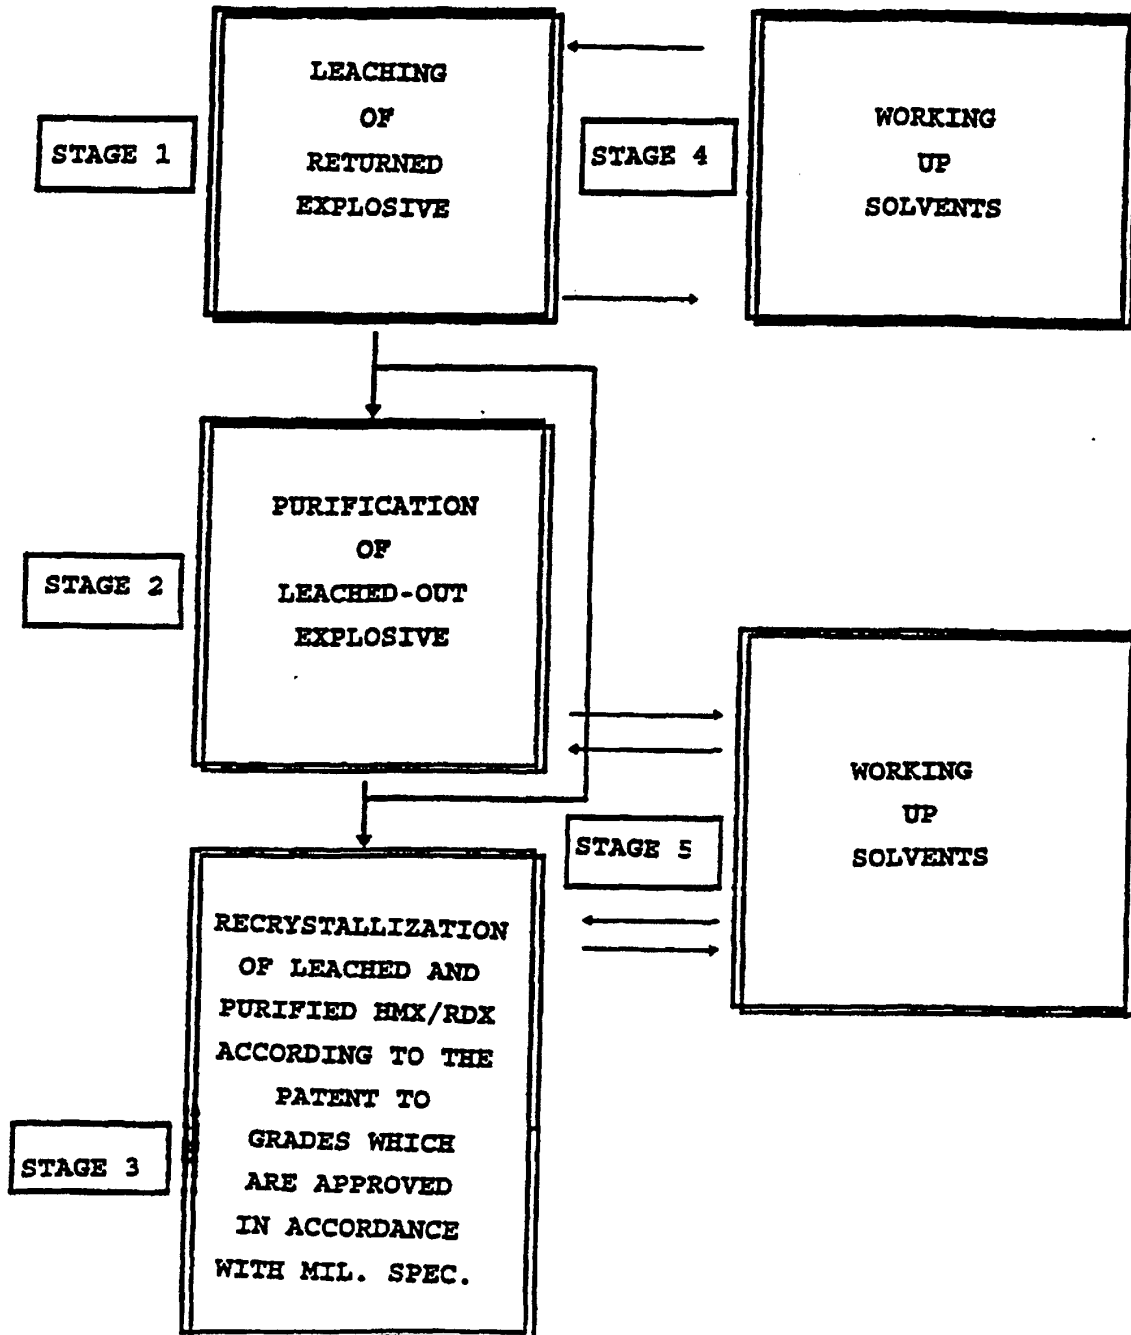 STAGE 1
LEACHING
OF
RETURNED
EXPLOSIVE
STAGE 4
WORKING
UP
SOLVENTS
STAGE 2
PURIFICATION
OF
LEACHED-OUT
EXPLOSIVE
STAGE 5
WORKING
UP
SOLVENTS
STAGE 3
RECRYSTALLIZATION
OF LEACHED AND
PURIFIED HMX/RDX
ACCORDING TO THE
PATENT TO
GRADES WHICH
ARE APPROVED
IN ACCORDANCE
WITH MIL. SPEC.